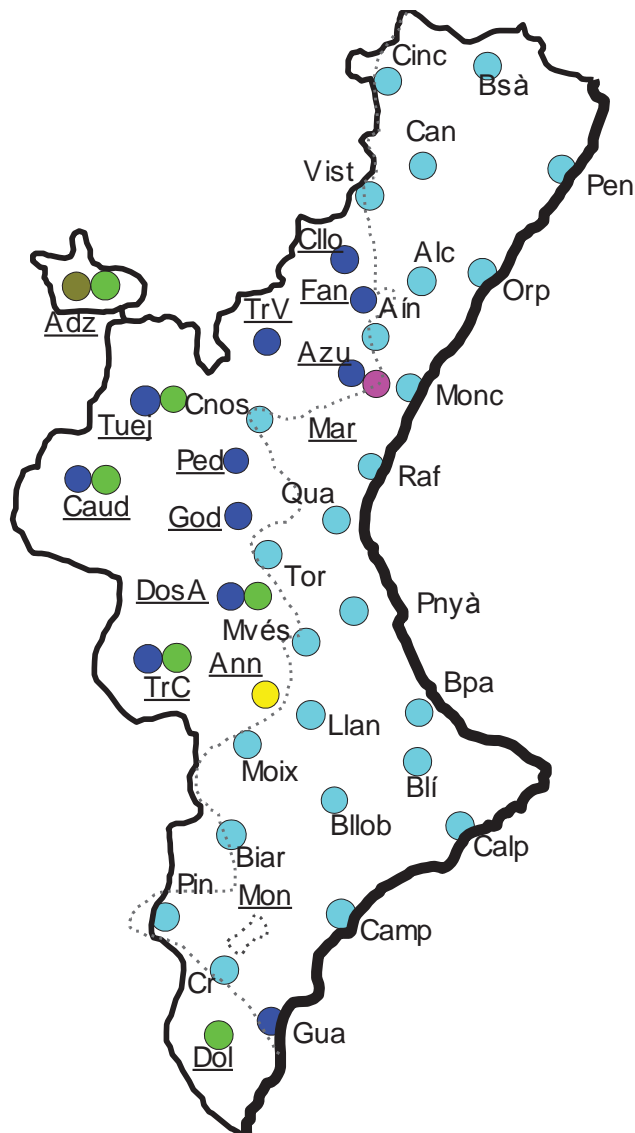 Cinc
Bsà
Can
Vist
Pen
Cllo
Alc
Orp
Fan
TrV
Aín
Adz
Azu
Cnos
Monc
Tuej
Mar
Ped
Raf
Caud
Qua
God
Tor
DosA
Pnyà
Mvés
Ann
TrC
Bpa
Llan
Moix
Blí
Bllob
Calp
Biar
Pin
Mon
Camp
Cr
Gua
Dol